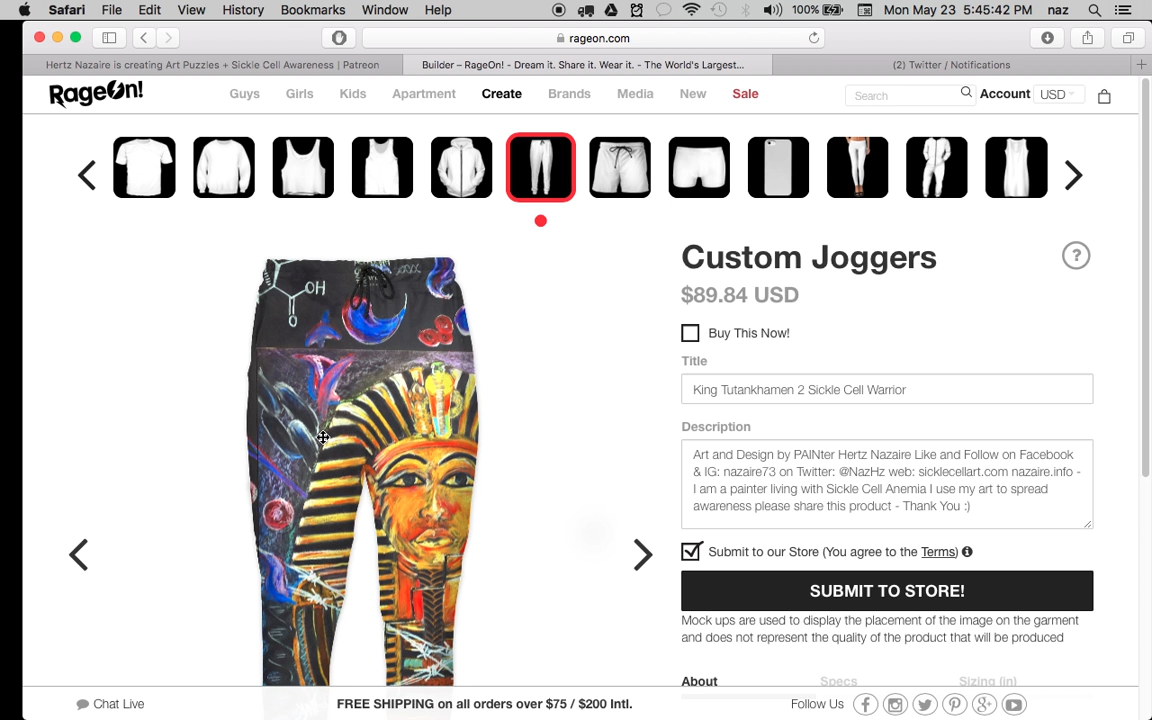 Safari File Edit View History Bookmarks Window Help 100% Mon May 23 5:45:42 PM naz
rageon.com
Hertz Nazaire is creating Art Puzzles + Sickle Cell Awareness | Patreon
Builder – RageOn! - Dream it. Share it. Wear it. - The World's Largest...
(2) Twitter / Notifications
RageOn!
Guys Girls Kids Apartment Create Brands Media New Sale
Search
Account USD
Custom Joggers
?
$89.84 USD
Buy This Now!
Title
King Tutankhamen 2 Sickle Cell Warrior
Description
Art and Design by PAINter Hertz Nazaire Like and Follow on Facebook
& IG: nazaire73 on Twitter: @NazHz web: sicklecellart.com nazaire.info -
I am a painter living with Sickle Cell Anemia I use my art to spread
awareness please share this product - Thank You :)
Submit to our Store (You agree to the Terms)
SUBMIT TO STORE!
Mock ups are used to display the placement of the image on the garment
and does not represent the quality of the product that will be produced
About Specs Sizing (in)
OH
O
Chat Live
FREE SHIPPING on all orders over $75 / $200 Intl.
Follow Us